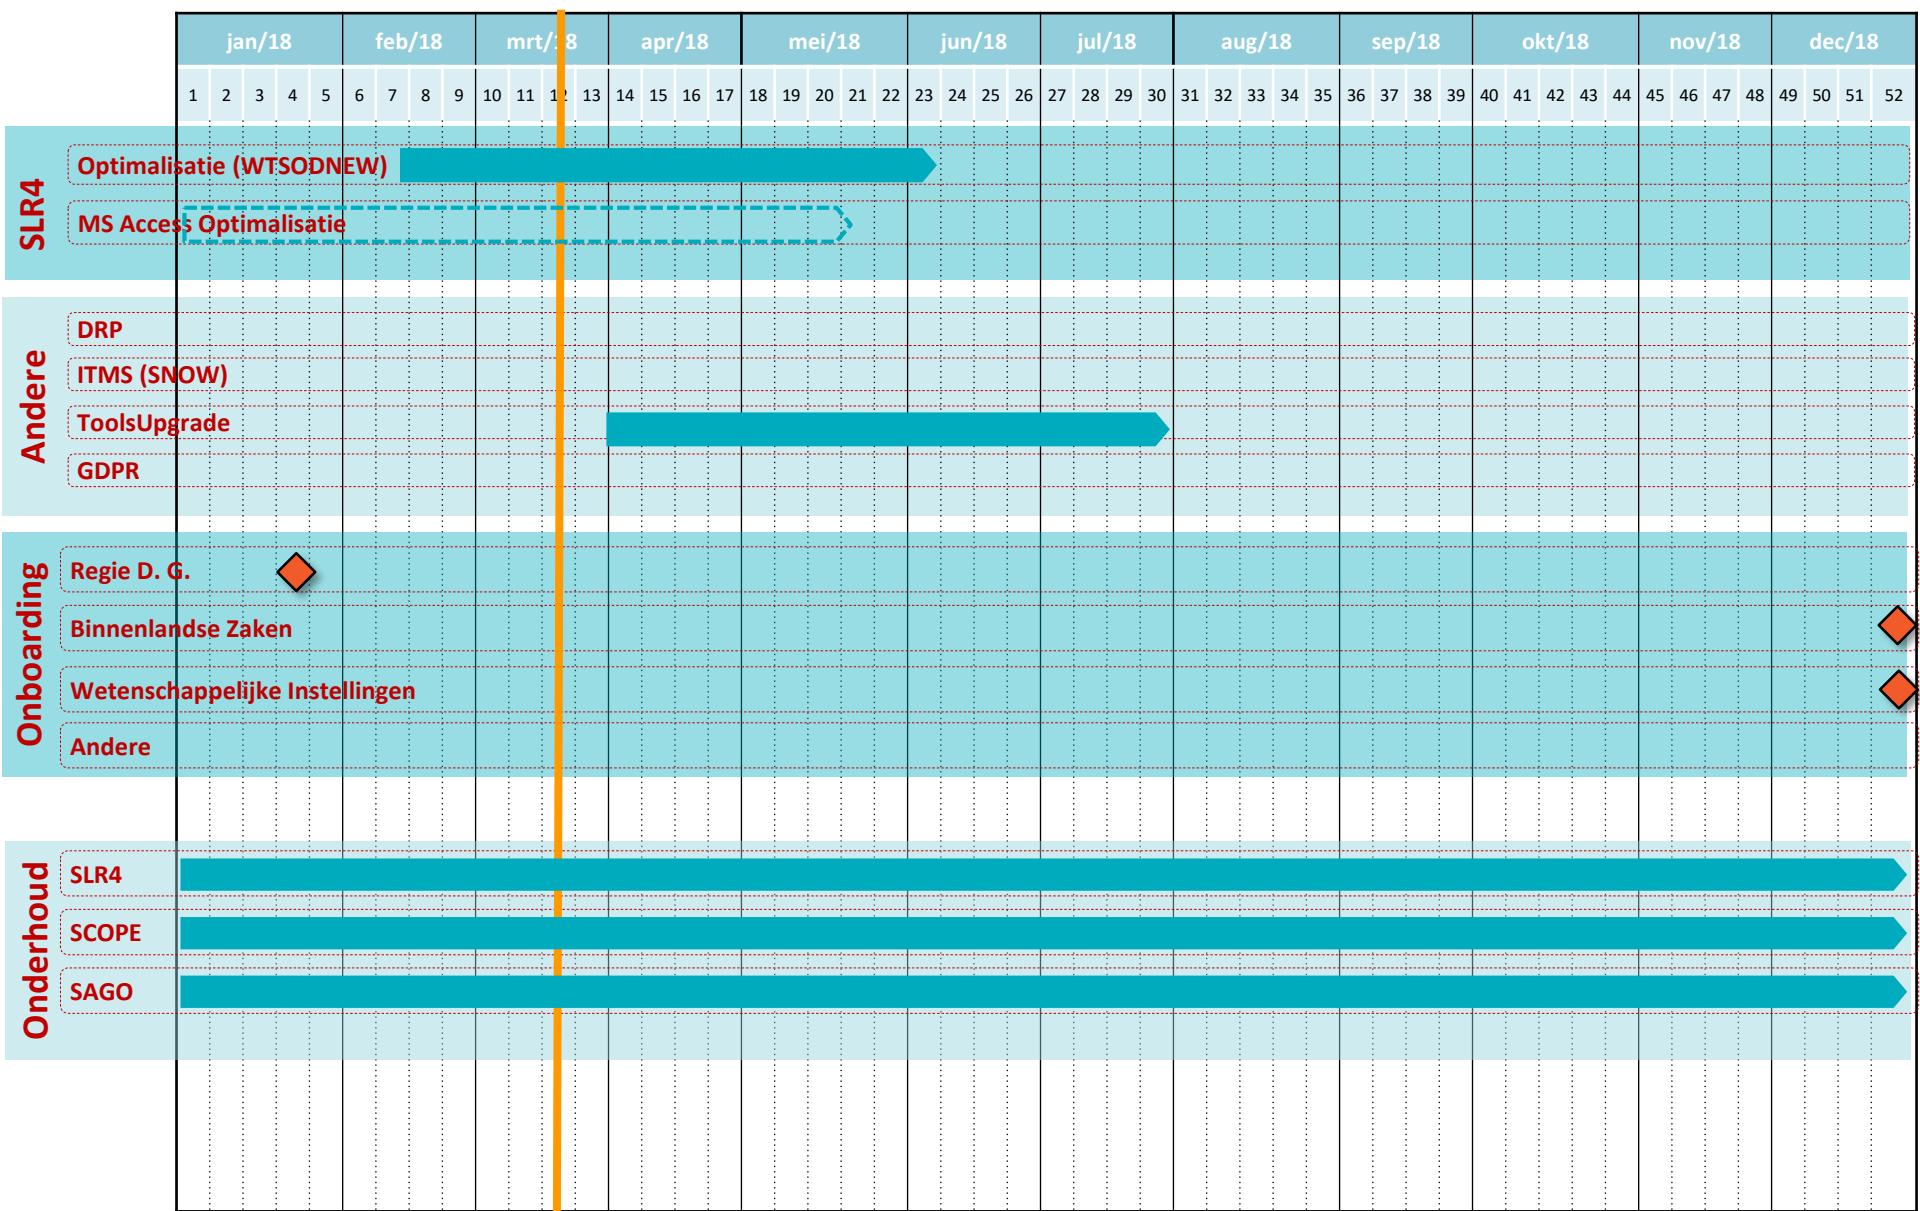 jan/18 feb/18 mrt/18 apr/18 mei/18 jun/18 jul/18 aug/18 sep/18 okt/18 nov/18 dec/18
1 2 3 4 5 6 7 8 9 10 11 12 13 14 15 16 17 18 19 20 21 22 23 24 25 26 27 28 29 30 31 32 33 34 35 36 37 38 39 40 41 42 43 44 45 46 47 48 49 50 51 52
SLR4
Optimalisatie (WTSODNEW)
MS Access Optimalisatie
Andere
DRP
ITMS (SNOW)
ToolsUpgrade
GDPR
Onboarding
Regie D. G.
Binnenlandse Zaken
Wetenschappelijke Instellingen
Andere
Onderhoud
SLR4
SCOPE
SAGO